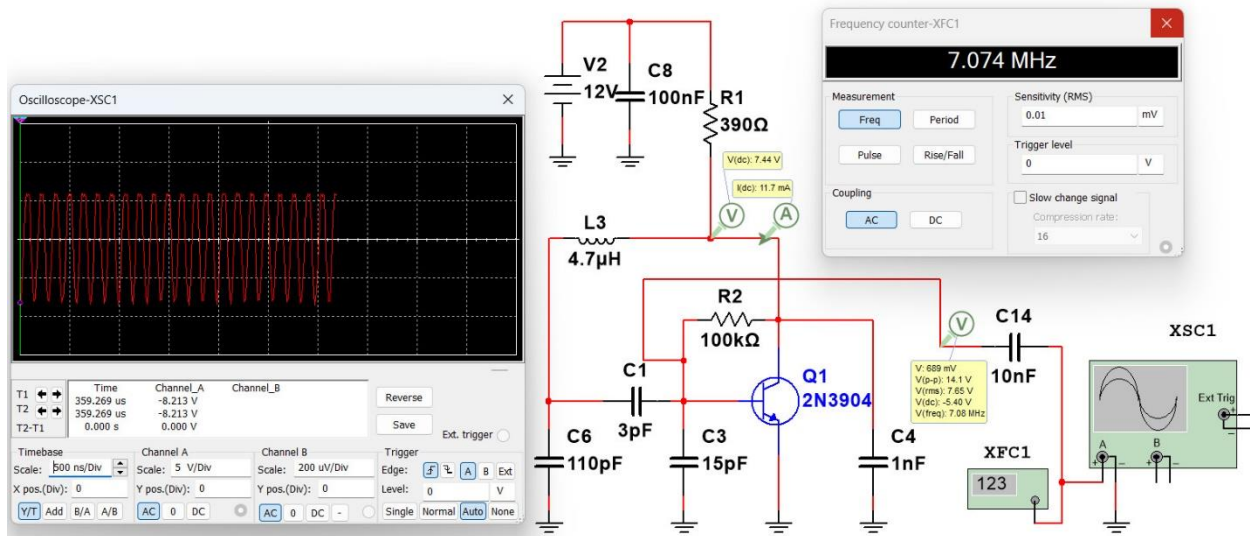 Oscilloscope-XSC1
T1
T2
T2-T1
Time Channel_A Channel_B
359.269 us -8.213 V
359.269 us -8.213 V
0.000 s 0.000 V
Reverse
Save
Ext. trigger
Timebase
Scale: 500 ns/Div
X pos.(Div): 0
Y/T Add B/A A/B
Channel A
Scale: 5 V/Div
Y pos.(Div): 0
AC 0 DC
Channel B
Scale: 200 uV/Div
Y pos.(Div): 0
AC 0 DC -
Trigger
Edge: A B Ext
Level: 0 V
Single Normal Auto None
V2
12V
C8
100nF
R1
390Ω
V(dc): 7.44 V
I(dc): 11.7 mA
V
A
L3
4.7µH
R2
100kΩ
C1
3pF
Q1
2N3904
C6
110pF
C3
15pF
C4
1nF
V
V: 689 mV
V(p-p): 14.1 V
V(rms): 7.65 V
V(dc): -5.40 V
V(freq): 7.08 MHz
C14
10nF
XFC1
123
XSC1
Ext Trig
+
-
A
B
+ - + -
Frequency counter-XFC1
7.074 MHz
Measurement
Freq Period
Pulse Rise/Fall
Coupling
AC DC
Sensitivity (RMS)
0.01 mV
Trigger level
0 V
Slow change signal
Compression rate:
16